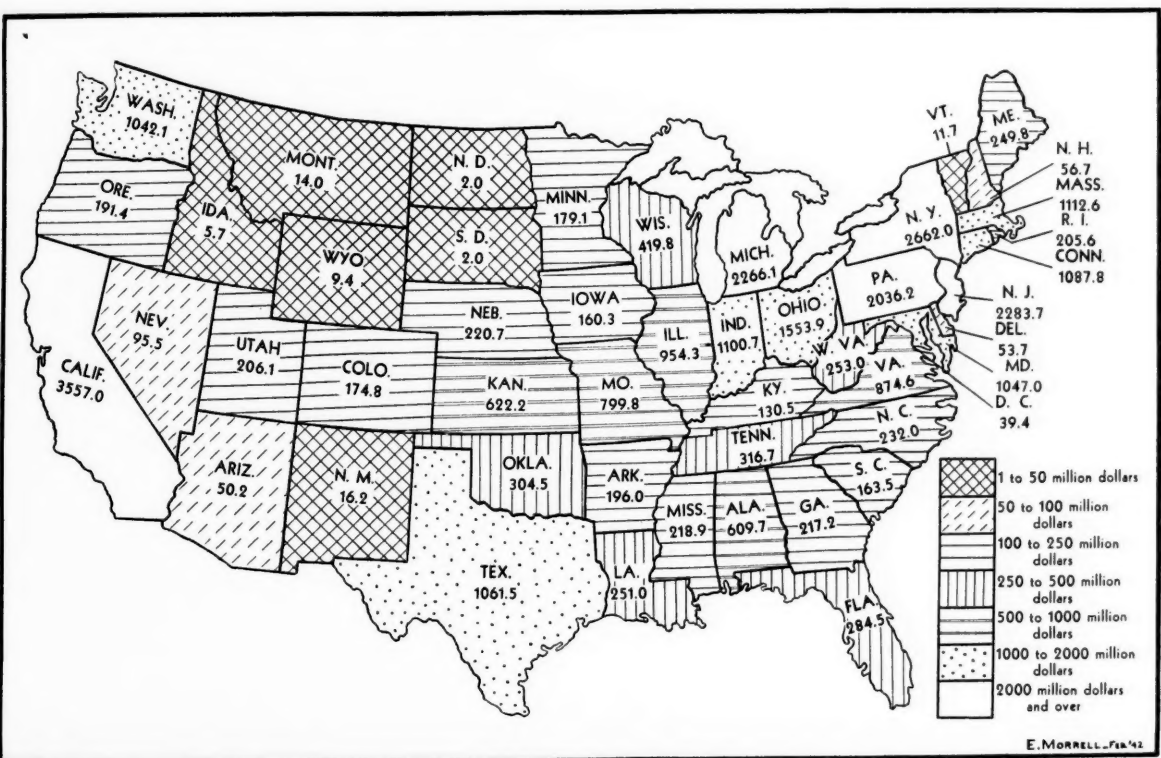 WASH.
1042.1
ORE.
191.4
CALIF.
3557.0
IDA.
5.7
NEV.
95.5
MONT.
14.0
WYO
9.4
UTAH
206.1
ARIZ.
50.2
COLO.
174.8
N. M.
16.2
N. D.
2.0
S. D.
2.0
NEB.
220.7
KAN.
622.2
OKLA.
304.5
TEX.
1061.5
MINN.
179.1
IOWA
160.3
MO.
799.8
ARK.
196.0
LA.
251.0
WIS.
419.8
ILL.
954.3
MICH.
2266.1
IND.
1100.7
OHIO
1553.9
KY.
130.5
TENN.
316.7
MISS.
218.9
ALA.
609.7
GA.
217.2
FLA.
284.5
S. C.
163.5
N. C.
232.0
VA.
874.6
W. VA.
253.0
PA.
2036.2
N. Y.
2662.0
VT.
11.7
ME.
249.8
N. H.
56.7
MASS.
1112.6
R. I.
205.6
CONN.
1087.8
N. J.
2283.7
DEL.
53.7
MD.
1047.0
D. C.
39.4
1 to 50 million dollars
50 to 100 million
dollars
100 to 250 million
dollars
250 to 500 million
dollars
500 to 1000 million
dollars
1000 to 2000 million
dollars
2000 million dollars
and over
E. MORRELL_FEB '42